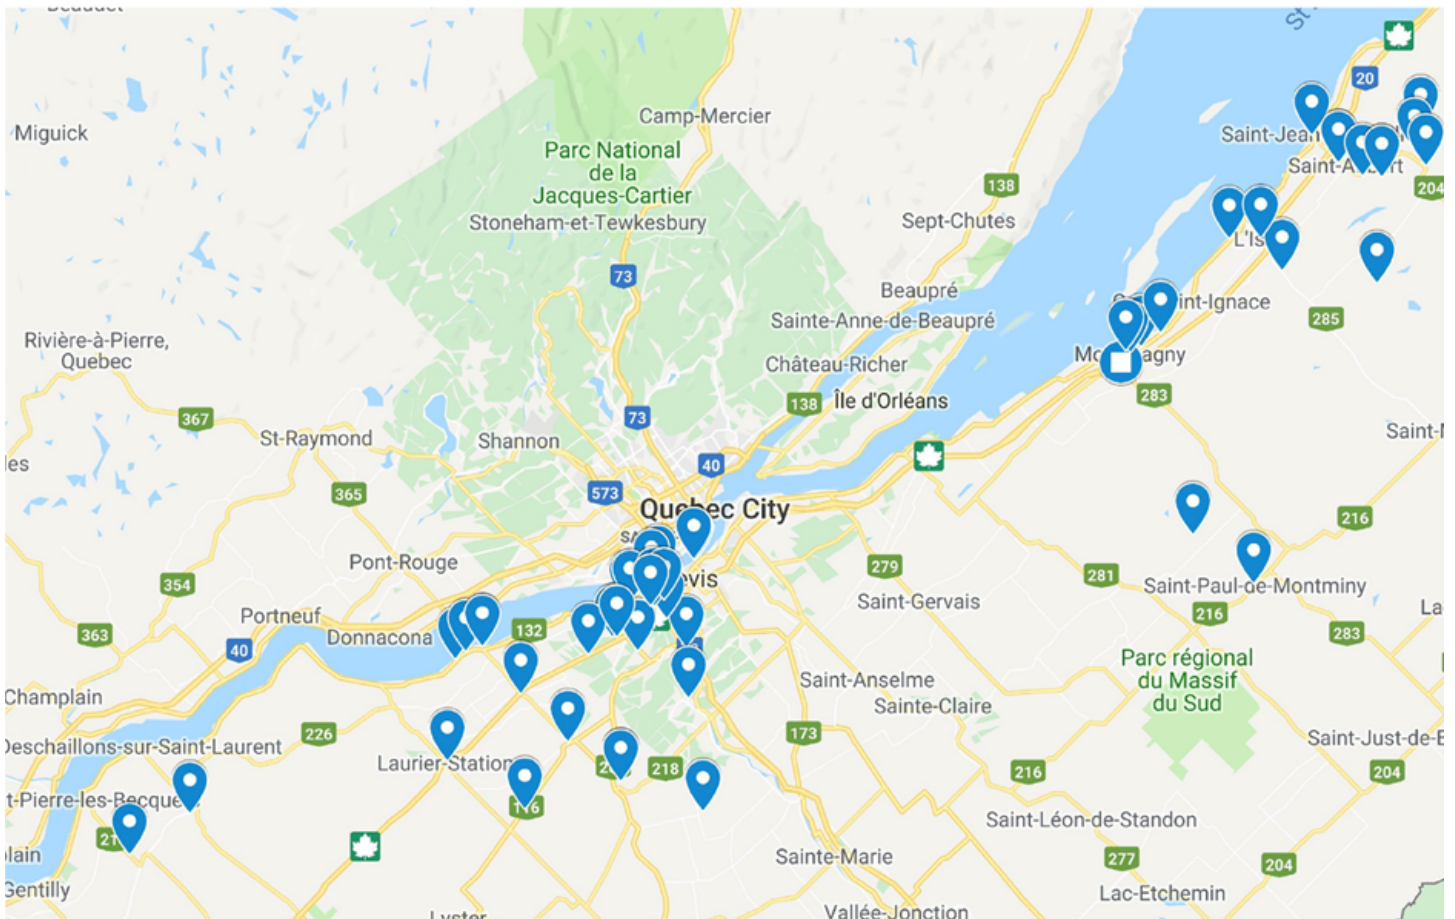 Miguick
Camp-Mercier
Parc National
de la
Jacques-Cartier
Stoneham-et-Tewkesbury
138
Sept-Chutes
20
204
73
Beaupré
Sainte-Anne-de-Beaupré
285
Rivière-à-Pierre,
Quebec
Château-Richer
283
138
Île d'Orléans
367
73
St-Raymond
Shannon
40
573
365
Quebec City
216
Pont-Rouge
279
281
Saint-Paul-de-Montminy
354
Saint-Gervais
216
Portneuf
363
Donnacona
132
283
40
Parc régional
du Massif
du Sud
Saint-Anselme
Champlain
Sainte-Claire
226
173
Deschaillons-sur-Saint-Laurent
Laurier-Station
218
216
204
Saint-Léon-de-Standon
Sainte-Marie
277
204
Gentilly
Lac-Etchemin
Vallée-Jonction